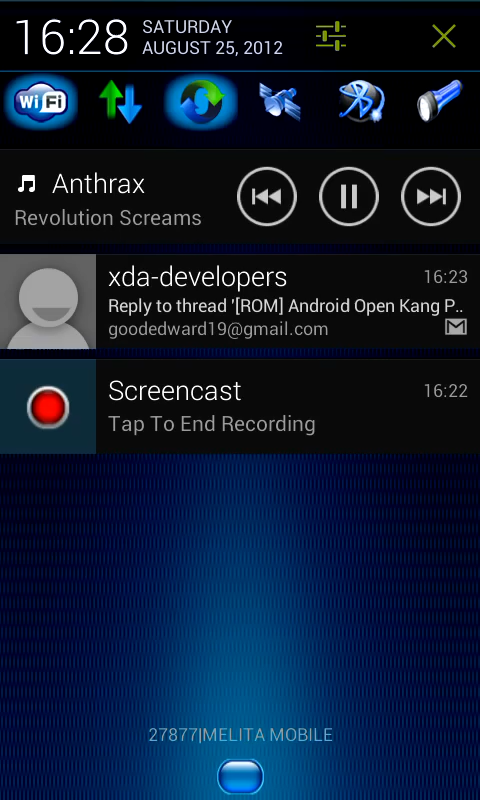 16:28
SATURDAY
AUGUST 25, 2012
WiFi
Anthrax
Revolution Screams
xda-developers
16:23
Reply to thread '[ROM] Android Open Kang P..
goodedward19@gmail.com
Screencast
16:22
Tap To End Recording
27877|MELITA MOBILE